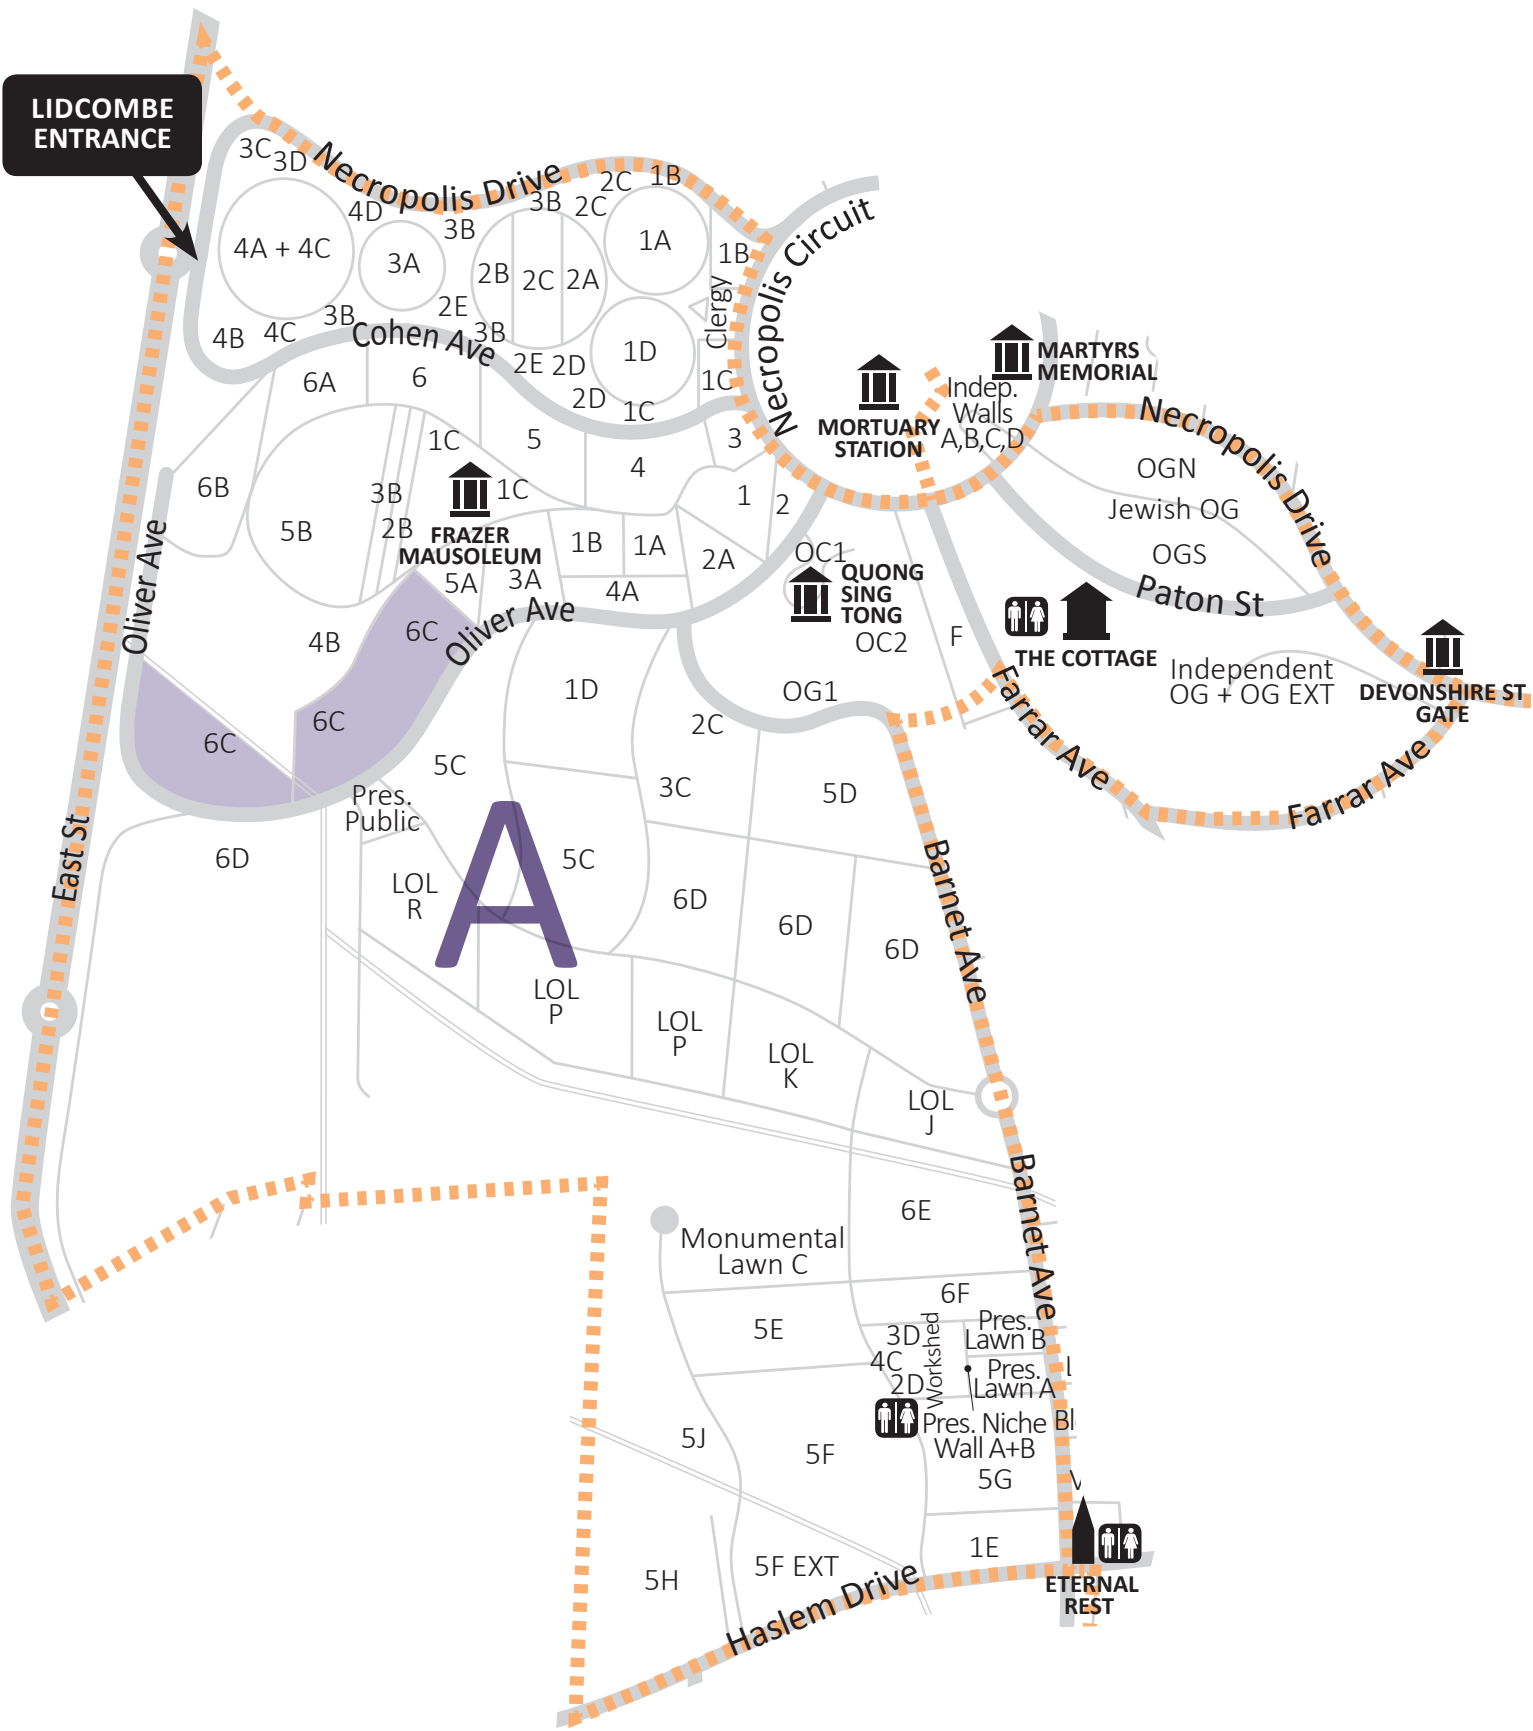 LIDCOMBE
ENTRANCE
Necropolis Drive
3C
3D
4D
3B
3B
2C
2C
1B
4A + 4C
3A
2B
2C
2A
1A
1B
Clergy
Necropolis Circuit
4B
4C
3B
2E
3B
Cohen Ave
2E
2D
1D
2D
1C
1C
6A
6
1C
5
4
3
1
2
6B
5B
3B
2B
1C
FRAZER
MAUSOLEUM
5A
3A
1B
1A
2A
4A
MORTUARY
STATION
Indep.
Walls
A,B,C,D
MARTYRS
MEMORIAL
Necropolis Drive
OGN
Jewish OG
OGS
Paton St
OC1
QUONG
SING
TONG
OC2
F
THE COTTAGE
Independent
OG + OG EXT
DEVONSHIRE ST
GATE
Farrar Ave
Farrar Ave
Oliver Ave
Oliver Ave
4B
6C
6C
6C
1D
2C
OG1
5C
3C
5D
Pres.
Public
East St
6D
LOL
R
A
5C
6D
6D
6D
Barnet Ave
LOL
P
LOL
P
LOL
K
LOL
J
Barnet Ave
6E
Monumental
Lawn C
6F
5E
3D
4C
2D
Workshed
Pres.
Lawn B
Pres.
Lawn A
Pres. Niche
Wall A+B
Bl
5J
5F
5G
1E
5H
5F EXT
Haslem Drive
ETERNAL
REST